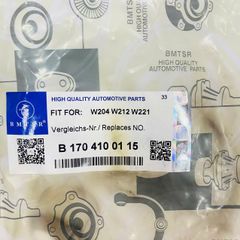 BMTSR
HIGH QUALITY
AUTOMOTIVE PARTS
HIGH QUALITY AUTOMOTIVE PARTS 33
FIT FOR: W204 W212 W221
Vergleichs-Nr./ Replaces NO.
BMTSR
B 170 410 01 15
BMTSR